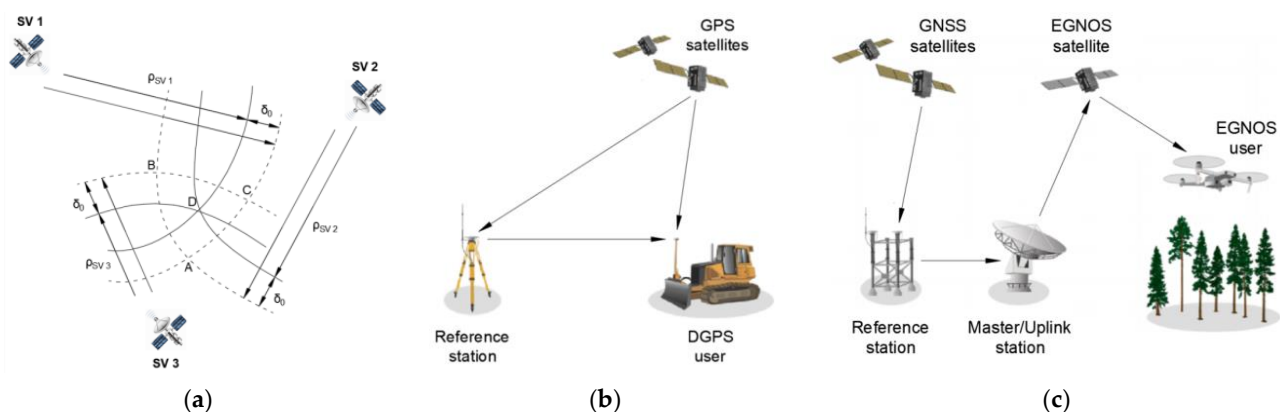 SV 1
SV 2
ρSV 1
δ0
B
C
δ0
D
ρSV 2
A
ρSV 3
δ0
SV 3
(a)
GPS
satellites
Reference
station
DGPS
user
(b)
GNSS
satellites
EGNOS
satellite
EGNOS
user
Reference
station
Master/Uplink
station
(c)